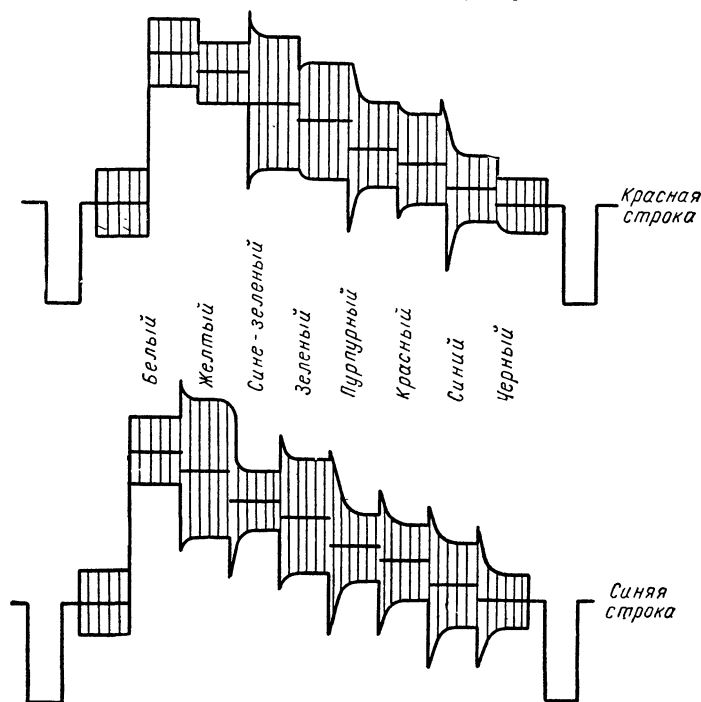 Красная
строка
Белый
Желтый
Сине-зеленый
Зеленый
Пурпурный
Красный
Синий
Черный
Синяя
строка